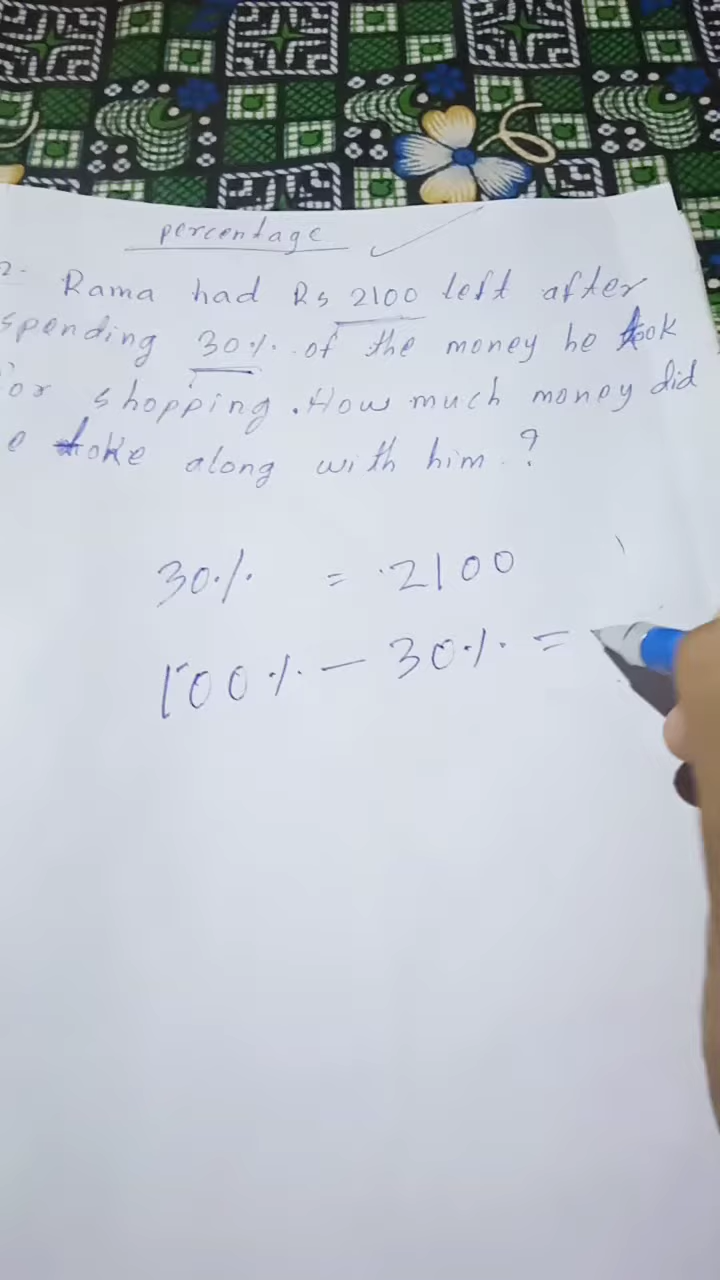 percentage
2. Rama had Rs 2100 left after
spending 30% of the money he took
for shopping. How much money did
e toke along with him ?
30% = 2100
100% - 30% =